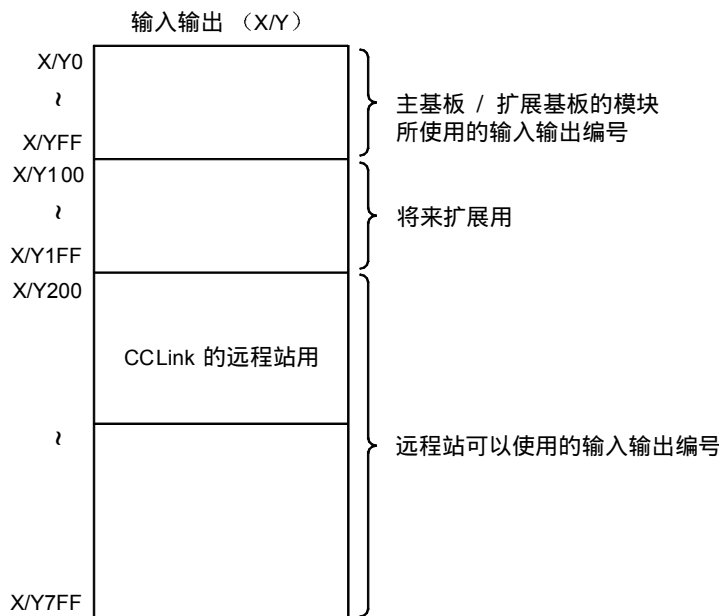 输入输出 （X/Y）
X/Y0
~
X/YFF
主基板 / 扩展基板的模块
所使用的输入输出编号
X/Y100
~
X/Y1FF
将来扩展用
X/Y200
CCLink 的远程站用
~
远程站可以使用的输入输出编号
X/Y7FF